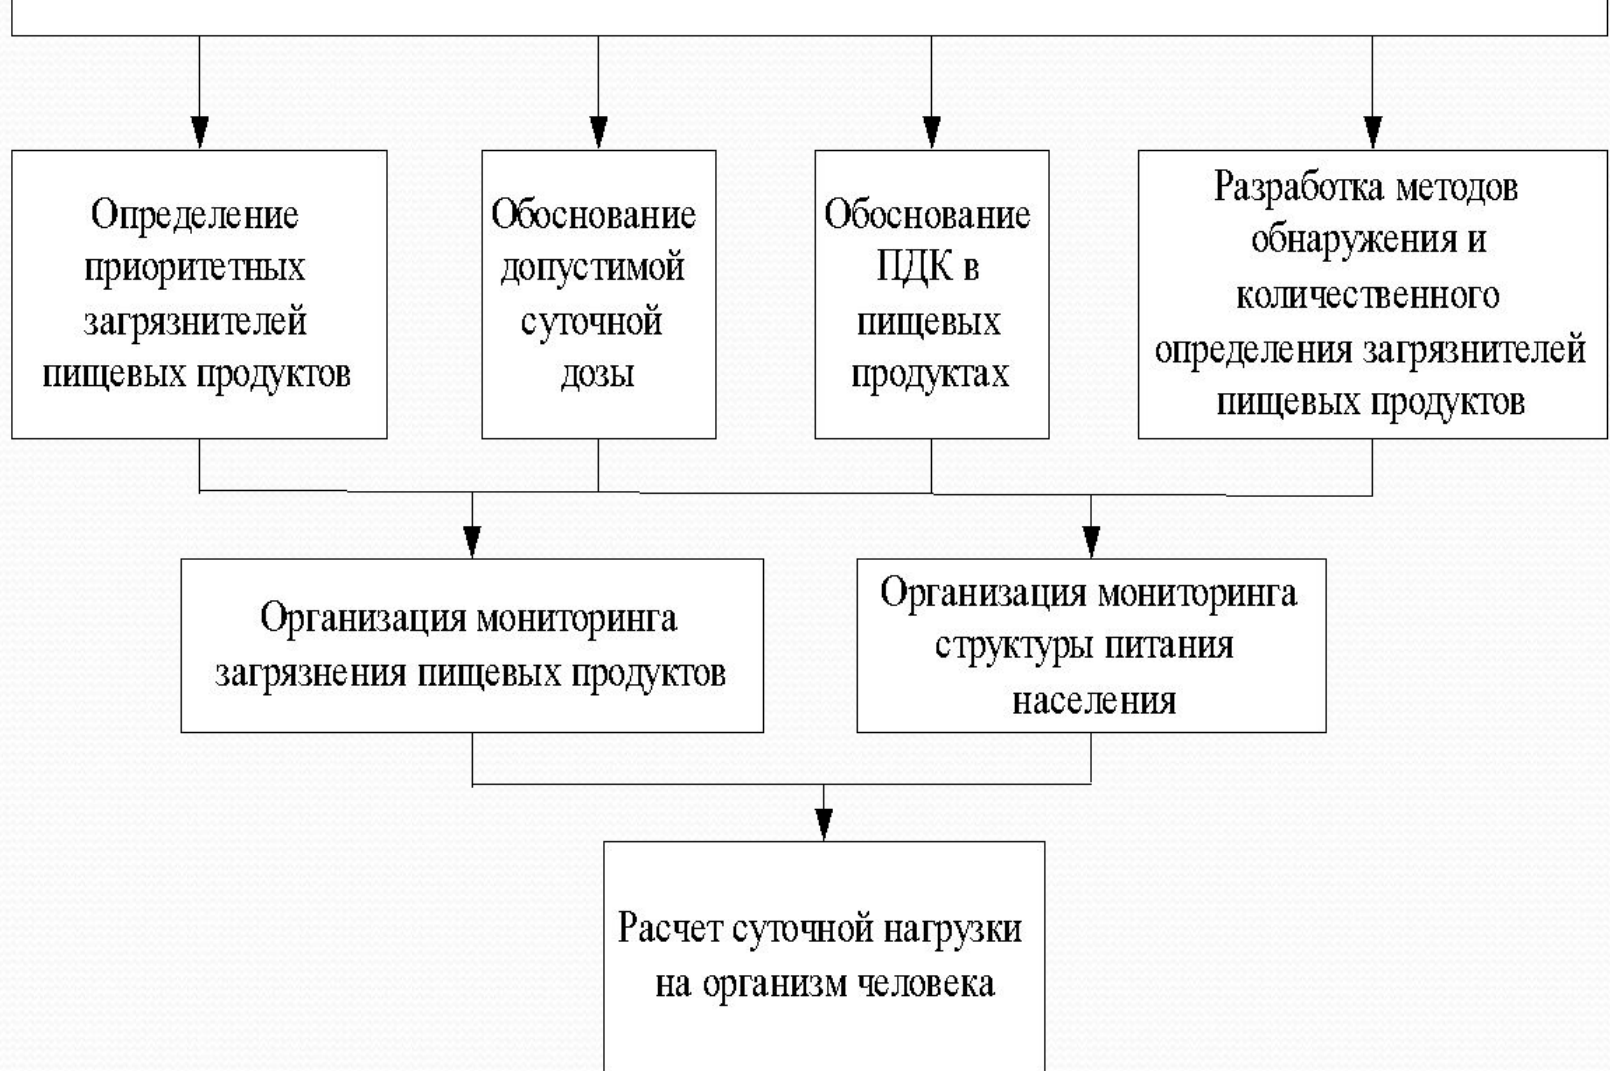 Определение
приоритетных
загрязнителей
пищевых продуктов
Обоснование
допустимой
суточной
дозы
Обоснование
ПДК в
пищевых
продуктах
Разработка методов
обнаружения и
количественного
определения загрязнителей
пищевых продуктов
Организация мониторинга
загрязнения пищевых продуктов
Организация мониторинга
структуры питания
населения
Расчет суточной нагрузки
на организм человека